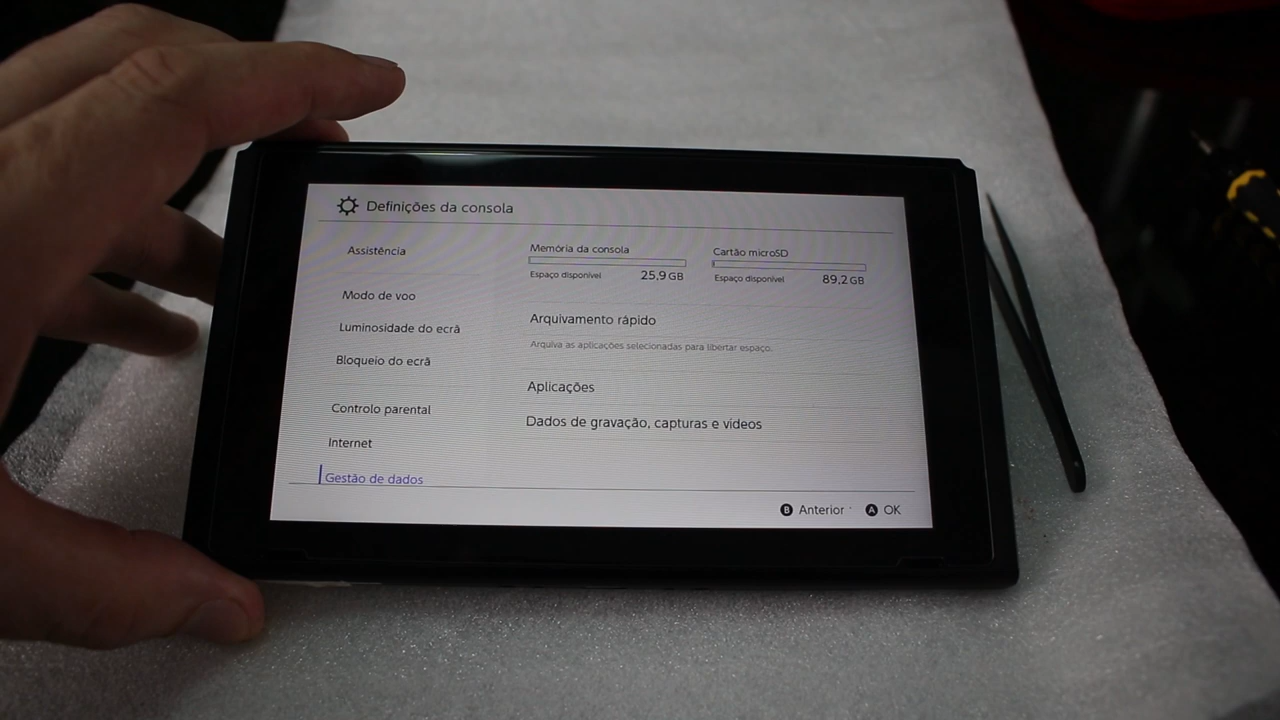 Definições da consola
Assistência
Modo de voo
Luminosidade do ecrã
Bloqueio do ecrã
Controlo parental
Internet
Gestão de dados
Memória da consola
Espaço disponível 25,9 GB
Cartão microSD
Espaço disponível 89,2 GB
Arquivamento rápido
Arquiva as aplicações selecionadas para libertar espaço.
Aplicações
Dados de gravação, capturas e vídeos
B Anterior A OK